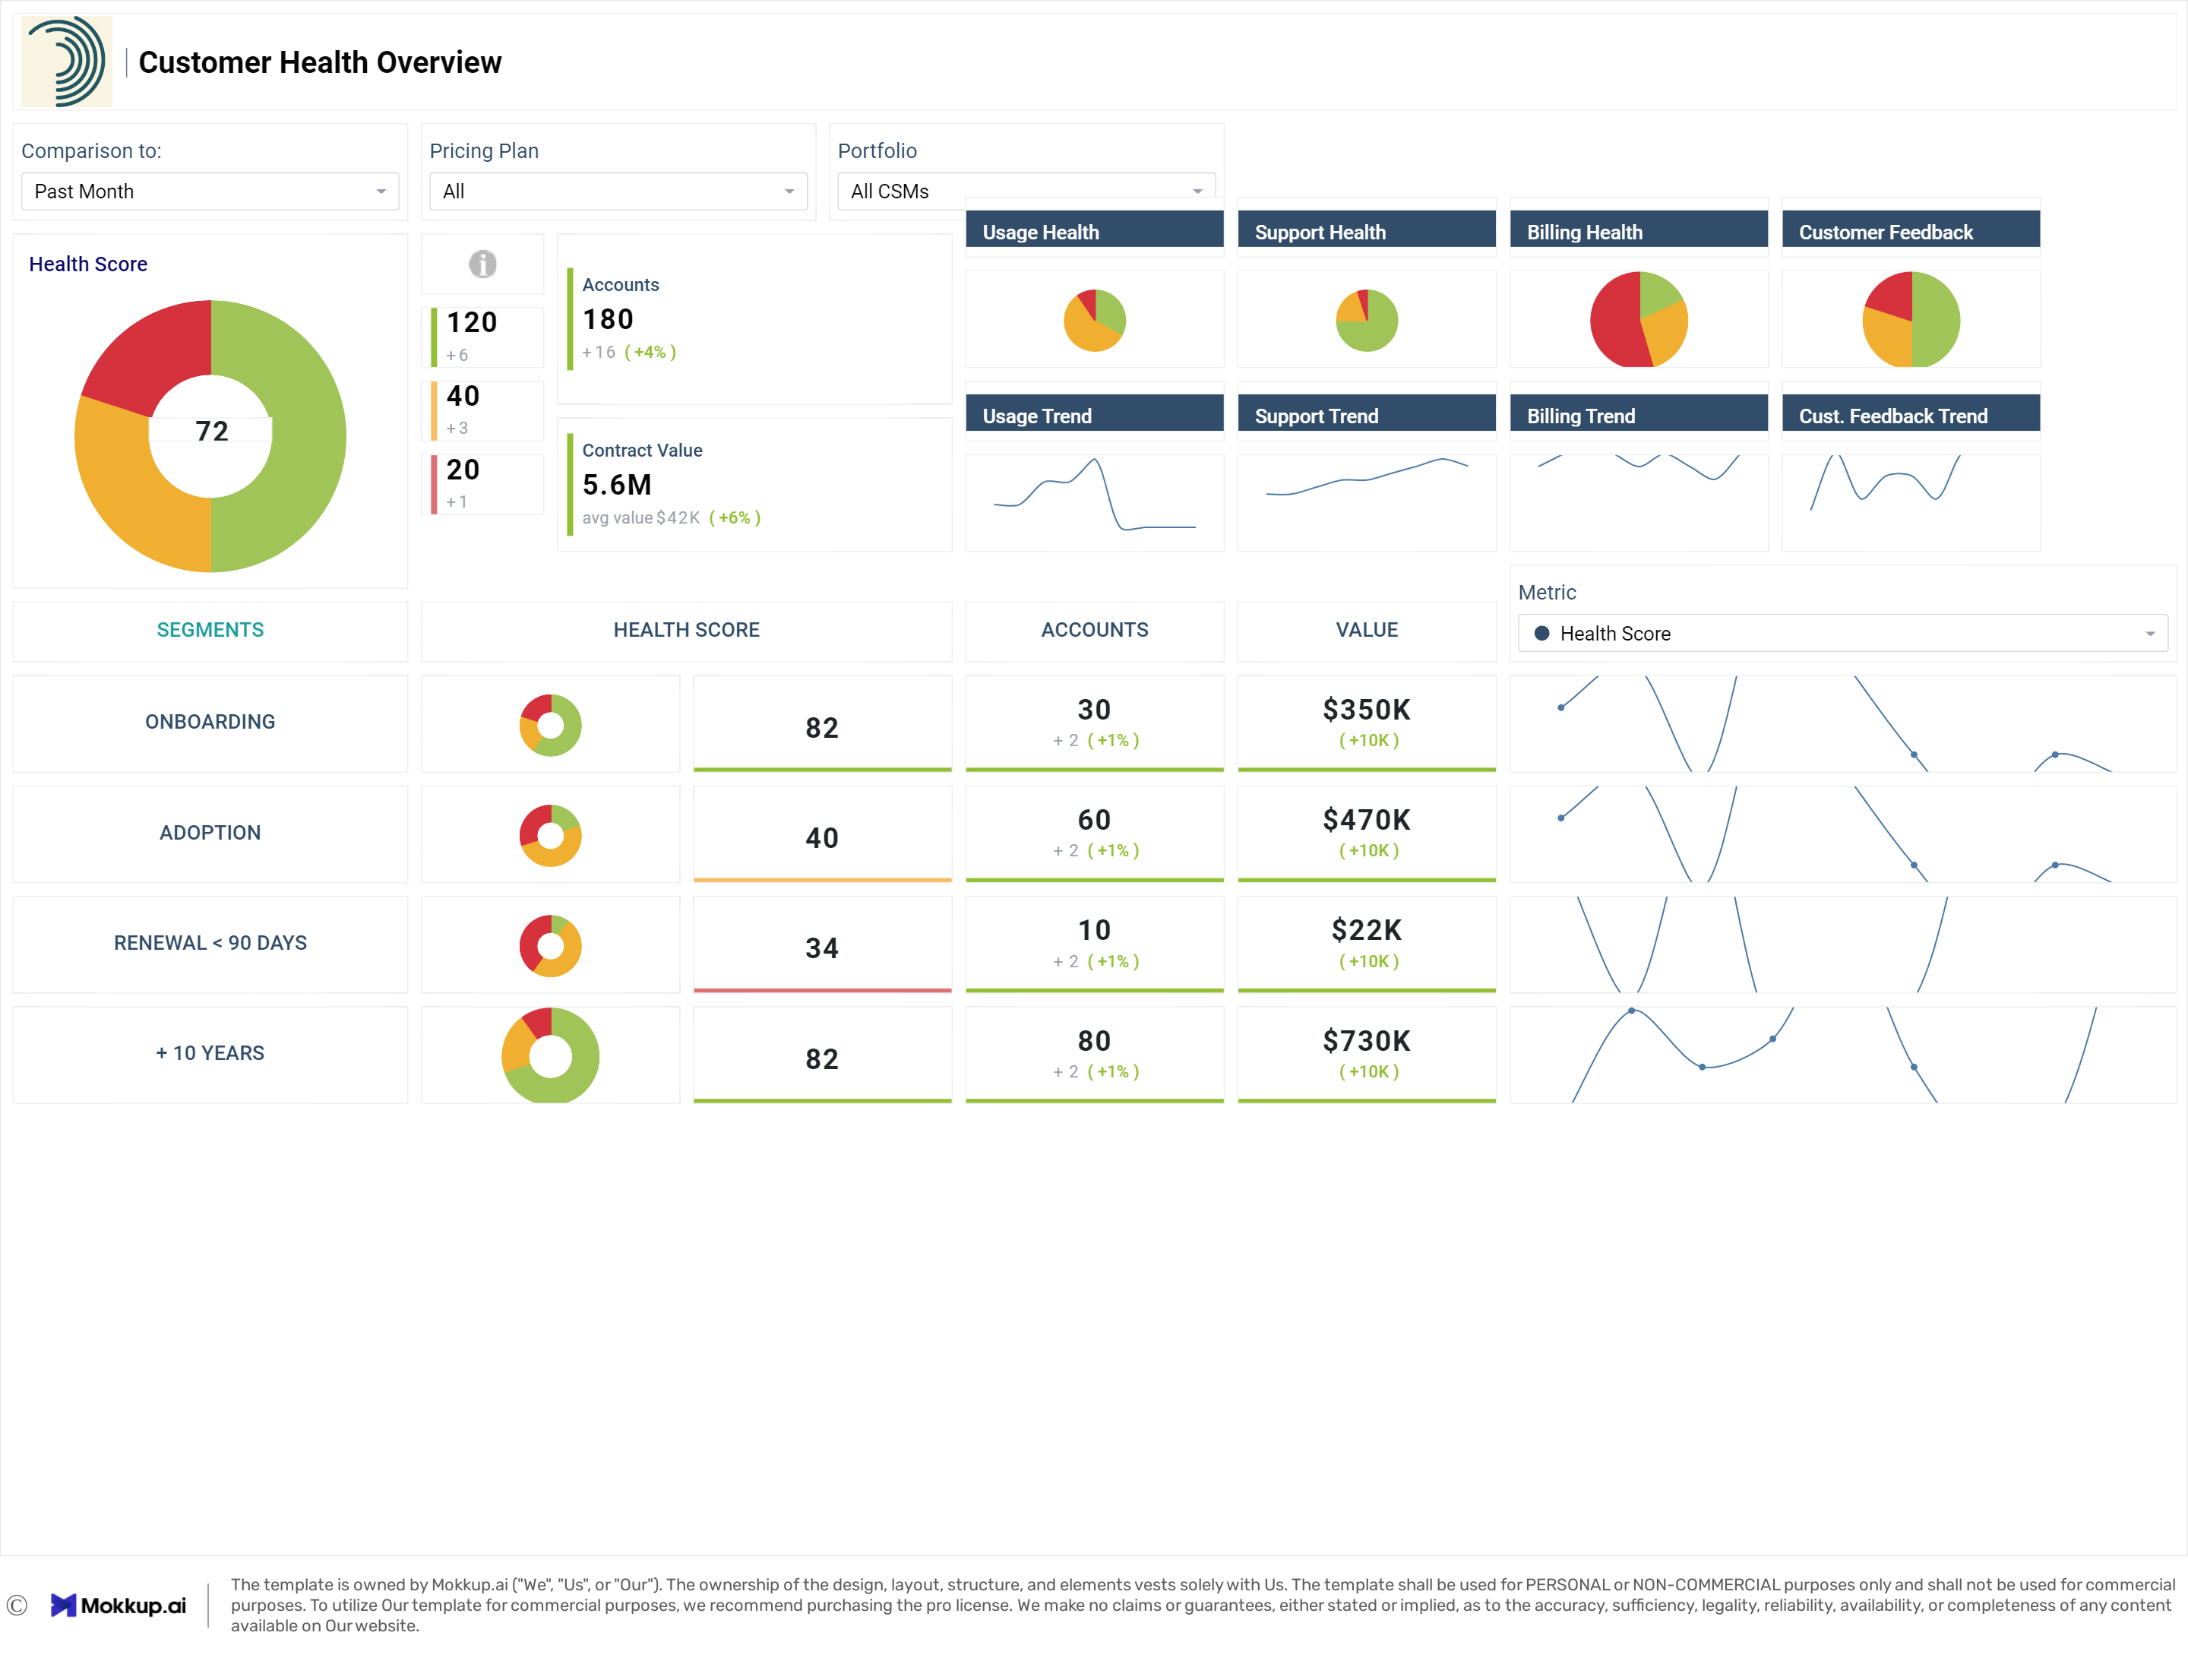 Customer Health Overview
Comparison to:
Past Month
Pricing Plan
All
Portfolio
All CSMs
Health Score
72
120
+6
40
+3
20
+1
Accounts
180
+16 (+4%)
Contract Value
5.6M
avg value $42K (+6%)
Usage Health
Support Health
Billing Health
Customer Feedback
Usage Trend
Support Trend
Billing Trend
Cust. Feedback Trend
Metric
Health Score
SEGMENTS
HEALTH SCORE
ACCOUNTS
VALUE
ONBOARDING
82
30
+ 2 (+1%)
$350K
(+10K)
ADOPTION
40
60
+ 2 (+1%)
$470K
(+10K)
RENEWAL < 90 DAYS
34
10
+ 2 (+1%)
$22K
(+10K)
+ 10 YEARS
82
80
+ 2 (+1%)
$730K
(+10K)
© Mokkup.ai
The template is owned by Mokkup.ai ("We", "Us", or "Our"). The ownership of the design, layout, structure, and elements vests solely with Us. The template shall be used for PERSONAL or NON-COMMERCIAL purposes only and shall not be used for commercial
purposes. To utilize Our template for commercial purposes, we recommend purchasing the pro license. We make no claims or guarantees, either stated or implied, as to the accuracy, sufficiency, legality, reliability, availability, or completeness of any content
available on Our website.